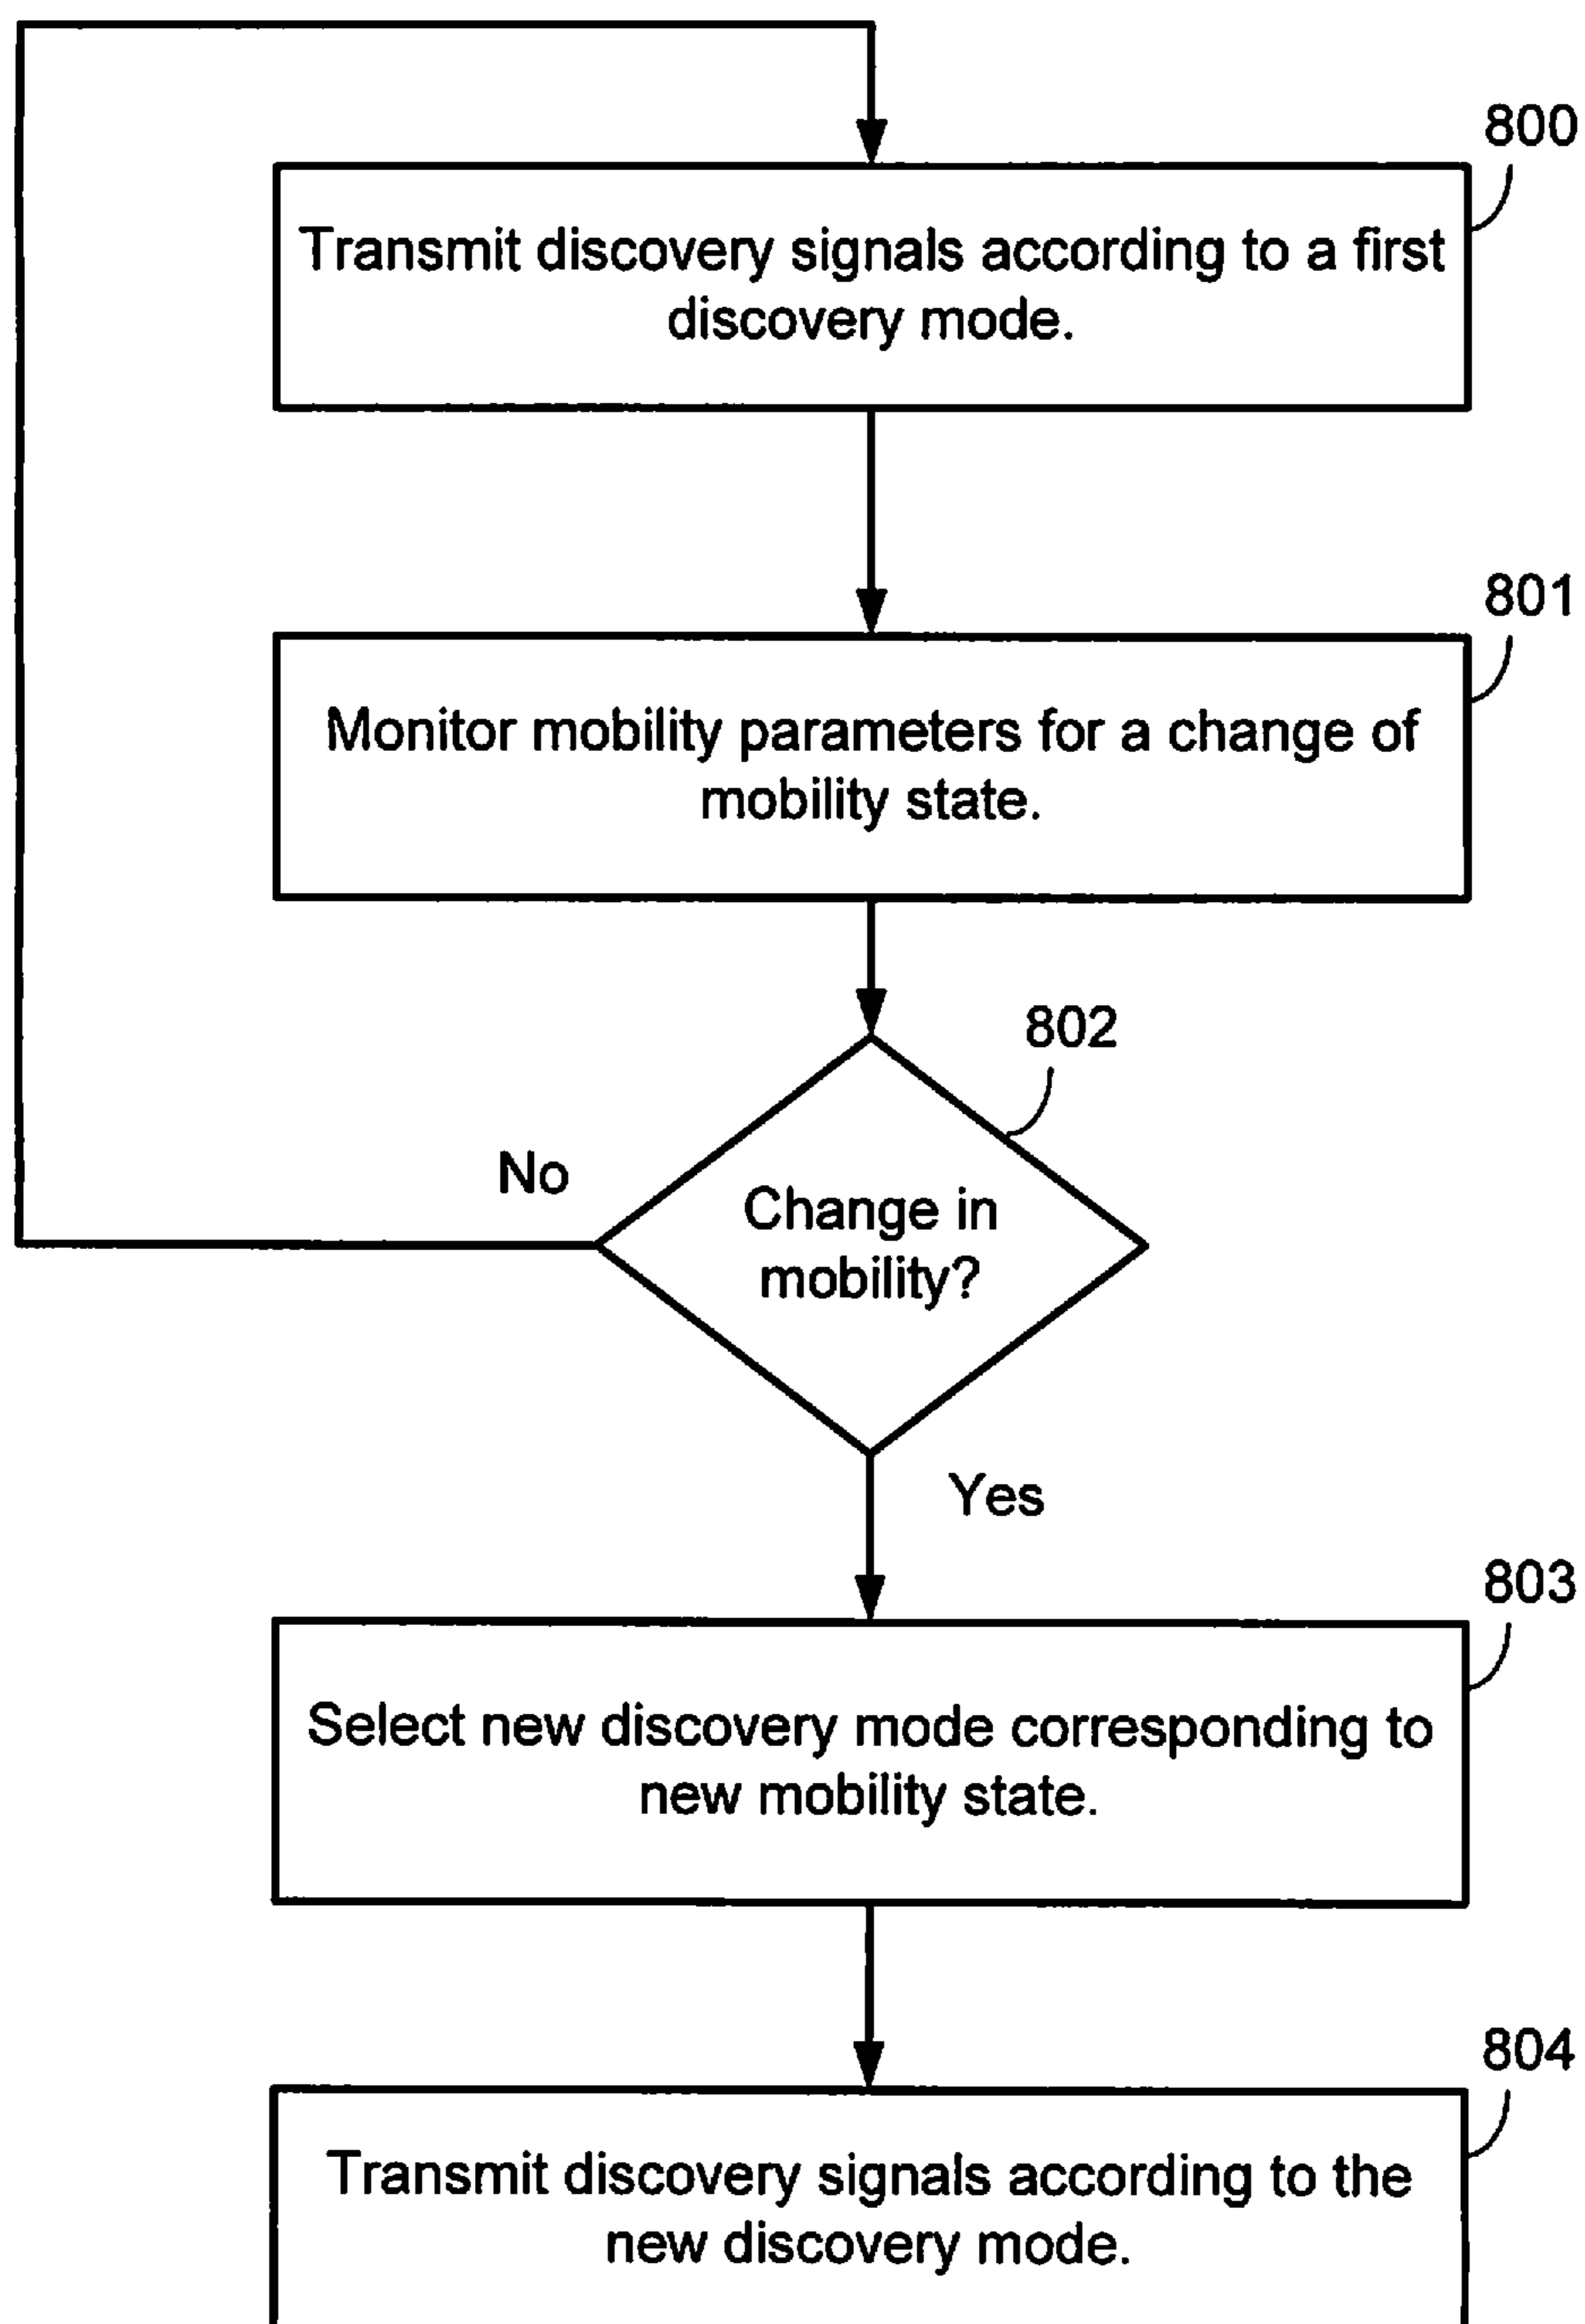 800
Transmit discovery signals according to a first
discovery mode.
801
Monitor mobility parameters for a change of
mobility state.
802
No
Change in
mobility?
Yes
803
Select new discovery mode corresponding to
new mobility state.
804
Transmit discovery signals according to the
new discovery mode.